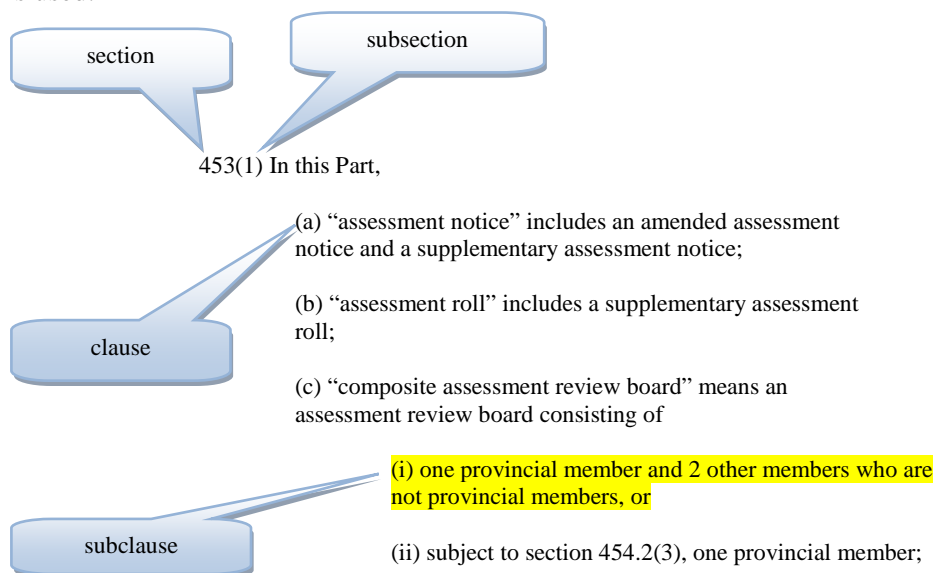 subsection
section
453(1) In this Part,
(a) “assessment notice” includes an amended assessment
notice and a supplementary assessment notice;
(b) “assessment roll” includes a supplementary assessment
roll;
clause
(c) “composite assessment review board” means an
assessment review board consisting of
(i) one provincial member and 2 other members who are
not provincial members, or
subclause
(ii) subject to section 454.2(3), one provincial member;